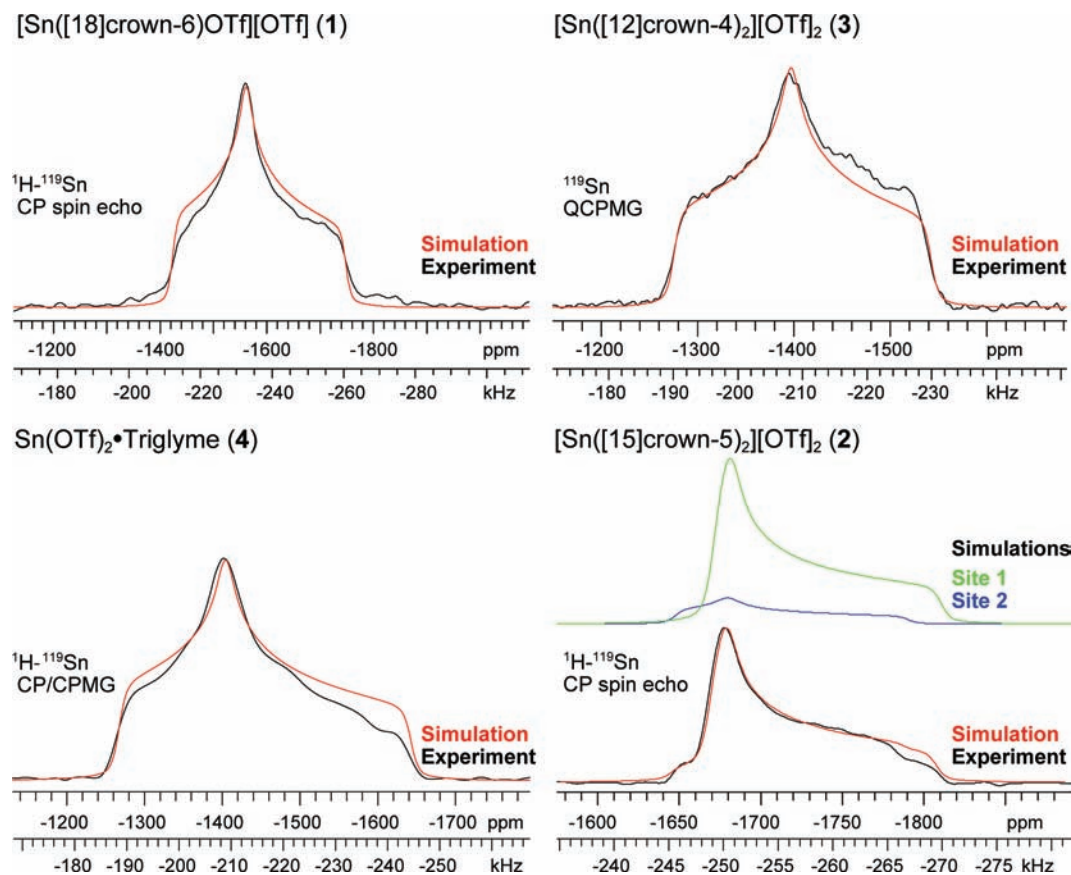 [Sn([18]crown-6)OTf][OTf] (1)
¹H-¹¹⁹Sn
CP spin echo
Simulation
Experiment
-1200 -1400 -1600 -1800 ppm
-180 -200 -220 -240 -260 -280 kHz
[Sn([12]crown-4)₂][OTf]₂ (3)
¹¹⁹Sn
QCPMG
Simulation
Experiment
-1200 -1300 -1400 -1500 ppm
-180 -190 -200 -210 -220 -230 kHz
Sn(OTf)₂•Triglyme (4)
¹H-¹¹⁹Sn
CP/CPMG
Simulation
Experiment
-1200 -1300 -1400 -1500 -1600 -1700 ppm
-180 -190 -200 -210 -220 -230 -240 -250 kHz
[Sn([15]crown-5)₂][OTf]₂ (2)
Simulations
Site 1
Site 2
¹H-¹¹⁹Sn
CP spin echo
Simulation
Experiment
-1600 -1650 -1700 -1750 -1800 ppm
-240 -245 -250 -255 -260 -265 -270 -275 kHz